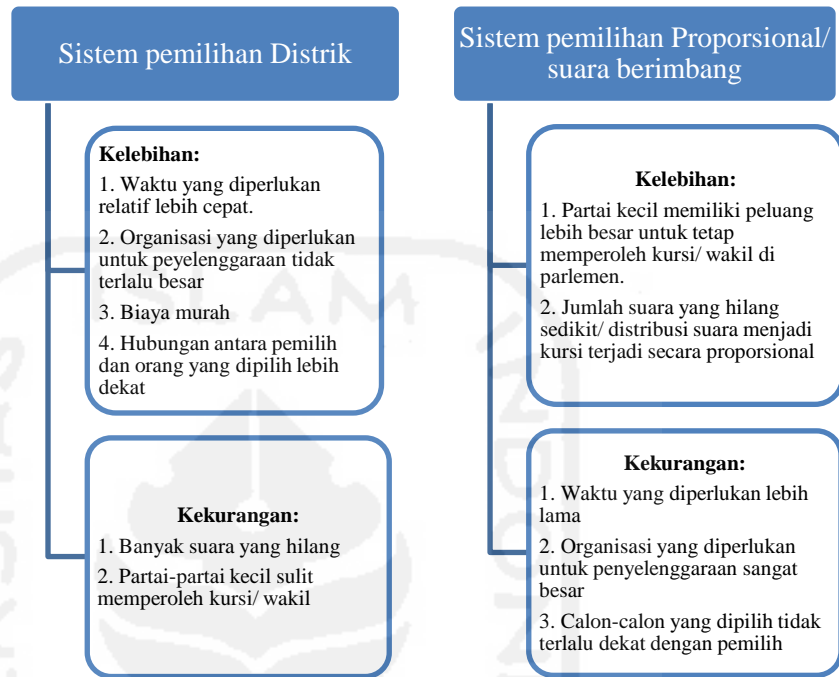 Sistem pemilihan Distrik
Kelebihan:
1. Waktu yang diperlukan
relatif lebih cepat.
2. Organisasi yang diperlukan
untuk peyelenggaraan tidak
terlalu besar
3. Biaya murah
4. Hubungan antara pemilih
dan orang yang dipilih lebih
dekat
Kekurangan:
1. Banyak suara yang hilang
2. Partai-partai kecil sulit
memperoleh kursi/ wakil
Sistem pemilihan Proporsional/
suara berimbang
Kelebihan:
1. Partai kecil memiliki peluang
lebih besar untuk tetap
memperoleh kursi/ wakil di
parlemen.
2. Jumlah suara yang hilang
sedikit/ distribusi suara menjadi
kursi terjadi secara proporsional
Kekurangan:
1. Waktu yang diperlukan lebih
lama
2. Organisasi yang diperlukan
untuk penyelenggaraan sangat
besar
3. Calon-calon yang dipilih tidak
terlalu dekat dengan pemilih
ISLAM